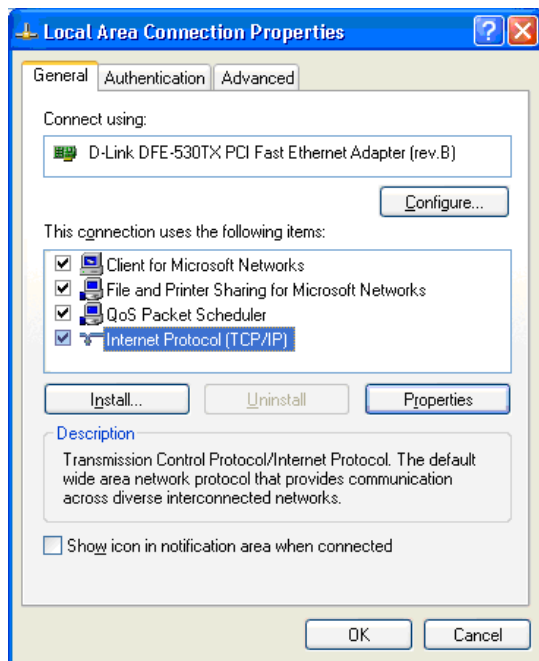 Local Area Connection Properties
General Authentication Advanced
Connect using:
D-Link DFE-530TX PCI Fast Ethernet Adapter (rev.B)
Configure...
This connection uses the following items:
Client for Microsoft Networks
File and Printer Sharing for Microsoft Networks
QoS Packet Scheduler
Internet Protocol (TCP/IP)
Install... Uninstall Properties
Description
Transmission Control Protocol/Internet Protocol. The default
wide area network protocol that provides communication
across diverse interconnected networks.
Show icon in notification area when connected
OK Cancel